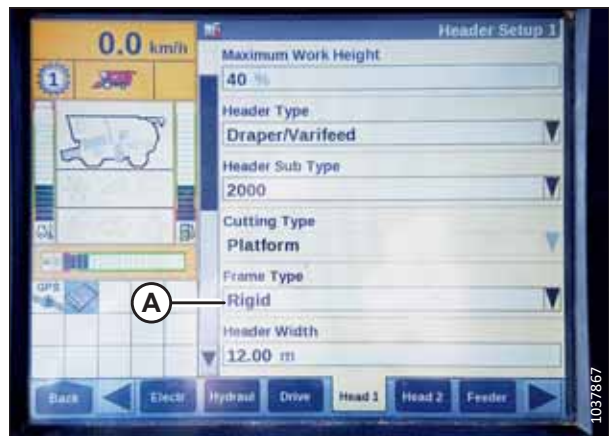 0.0 km/h
Header Setup 1
1
Maximum Work Height
40 %
Header Type
Draper/Varifeed
Header Sub Type
2000
Cutting Type
Platform
Frame Type
A
Rigid
Header Width
12.00 m
GPS
Back
Electr
Hydraul
Drive
Head 1
Head 2
Feeder
1037867